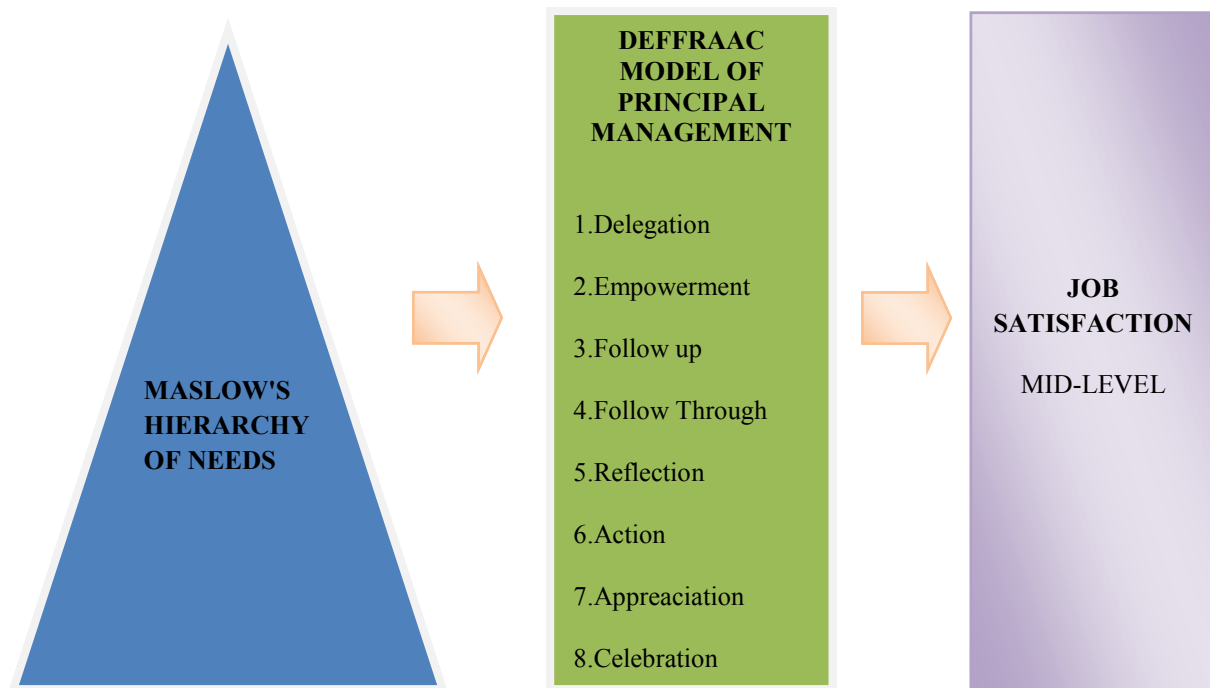 MASLOW'S
HIERARCHY
OF NEEDS
DEFFRAAC
MODEL OF
PRINCIPAL
MANAGEMENT
1.Delegation
2.Empowerment
3.Follow up
4.Follow Through
5.Reflection
6.Action
7.Appreaciation
8.Celebration
JOB
SATISFACTION
MID-LEVEL